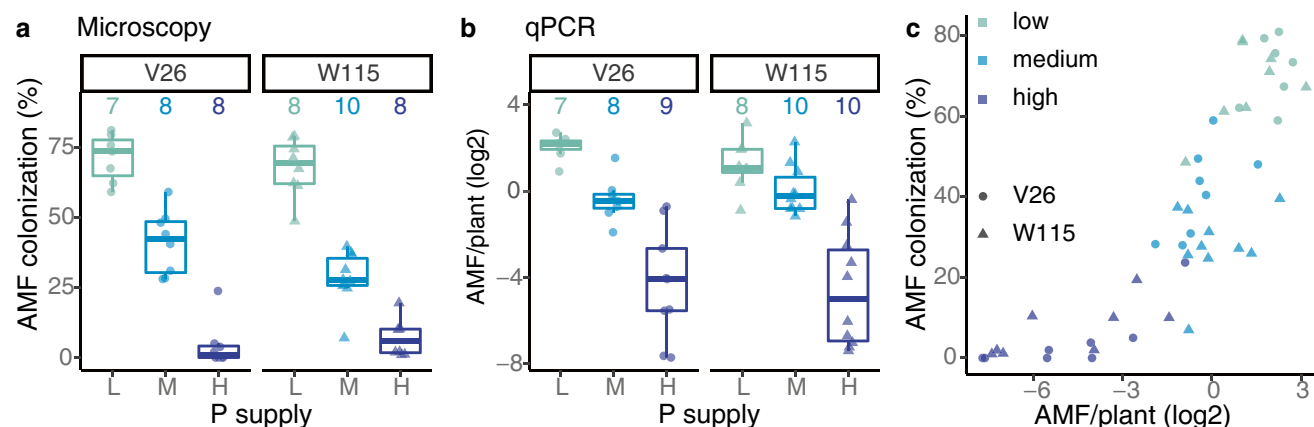 a Microscopy
V26 W115
7 8 8 8 10 8
AMF colonization (%)
75
50
25
0
L M H L M H
P supply
b qPCR
V26 W115
7 8 9 8 10 10
AMF/plant (log2)
4
0
−4
−8
L M H L M H
P supply
c
low
medium
high
V26
W115
AMF colonization (%)
80
60
40
20
0
−6 −3 0 3
AMF/plant (log2)